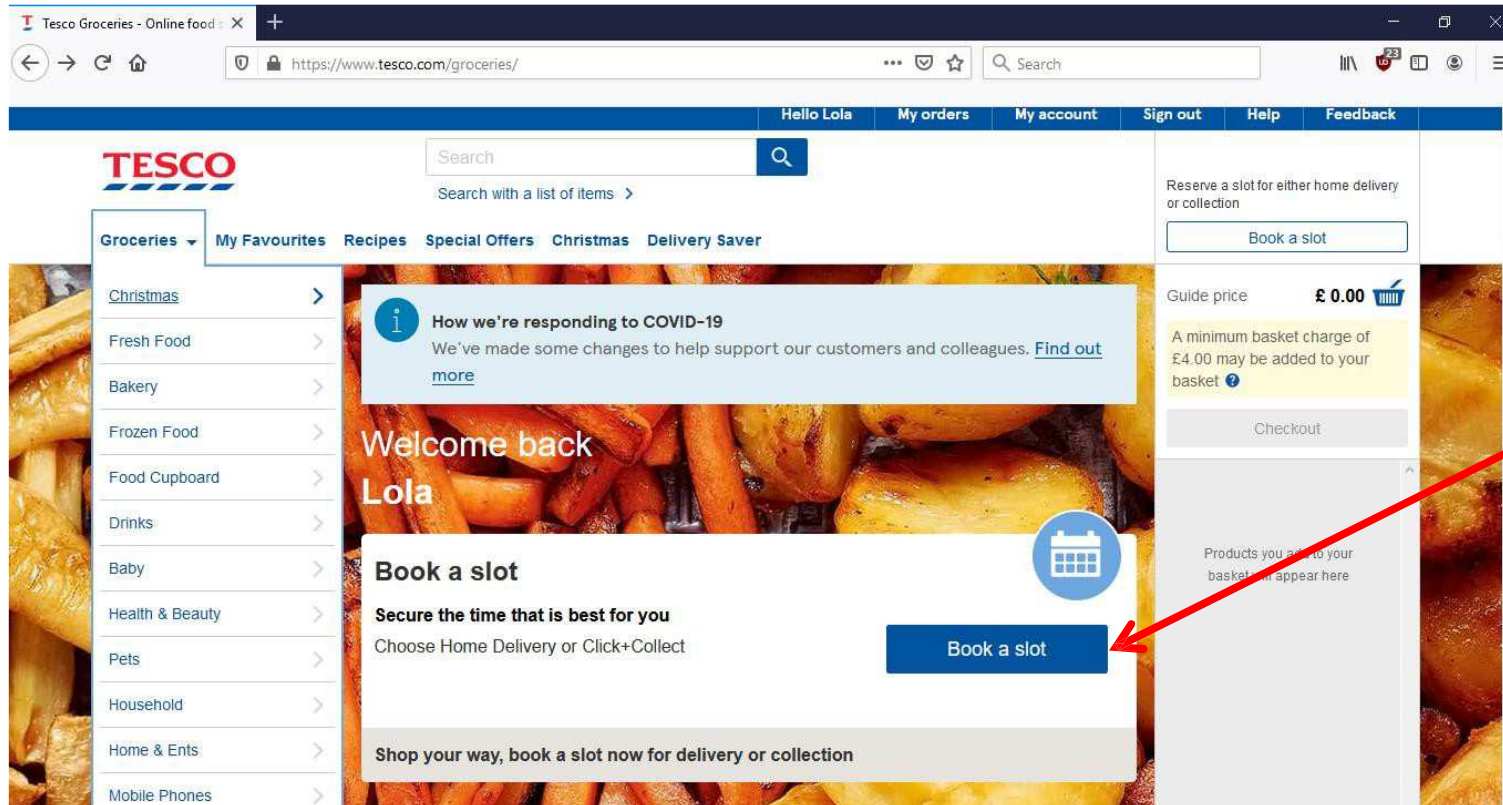 Tesco Groceries - Online food s
https://www.tesco.com/groceries/
Search
23
Hello Lola My orders My account Sign out Help Feedback
TESCO
Search
Search with a list of items >
Reserve a slot for either home delivery
or collection
Book a slot
Groceries My Favourites Recipes Special Offers Christmas Delivery Saver
Christmas
Fresh Food
Bakery
Frozen Food
Food Cupboard
Drinks
Baby
Health & Beauty
Pets
Household
Home & Ents
Mobile Phones
i
How we're responding to COVID-19
We've made some changes to help support our customers and colleagues. Find out
more
Welcome back
Lola
Book a slot
Secure the time that is best for you
Choose Home Delivery or Click+Collect
Book a slot
Shop your way, book a slot now for delivery or collection
Guide price £ 0.00
A minimum basket charge of
£4.00 may be added to your
basket ?
Checkout
Products you add to your
basket will appear here